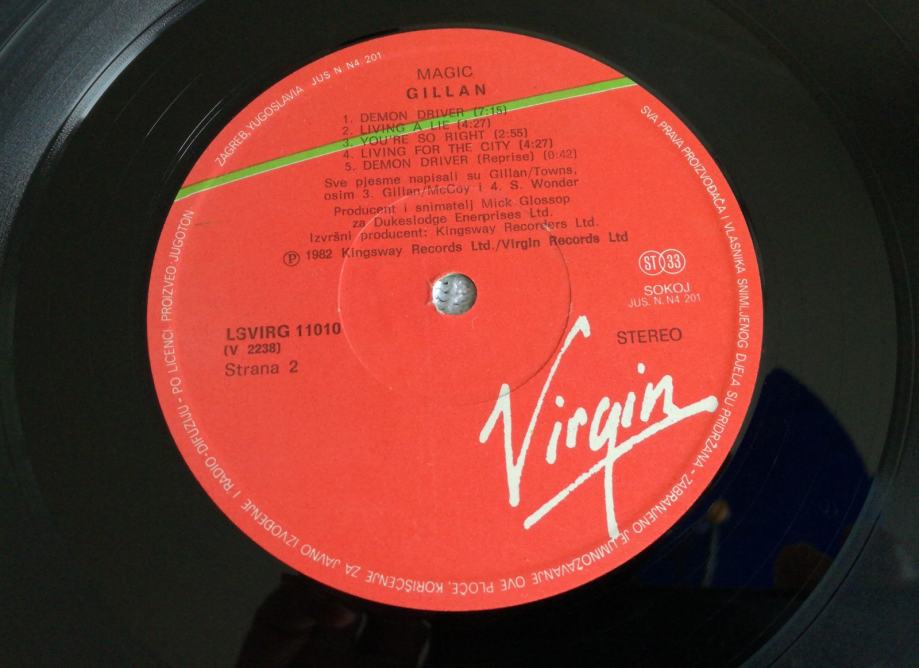 MAGIC
GILLAN
1. DEMON DRIVER (7:15)
2. LIVING A LIE (4:27)
3. YOU'RE SO RIGHT (2:55)
4. LIVING FOR THE CITY (4:27)
5. DEMON DRIVER (Reprise) (0:42)
Sve pjesme napisali su Gillan/Towns,
osim 3. Gillan/McCoy i 4. S. Wonder
Producent i snimatelj Mick Glossop
za Dukeslodge Enerprises Ltd.
Izvršni producent: Kingsway Recorders Ltd.
Ⓟ 1982 Kingsway Records Ltd./Virgin Records Ltd
ST 33
SOKOJ
JUS. N. N4 201
LSVIRG 11010
(V 2238)
Strana 2
STEREO
Virgin
ZAGREB, YUGOSLAVIA JUS N. N4 201
SVA PRAVA PROIZVOĐAČA I VLASNIKA SNIMLJENOG DJELA SU PRIDRŽANA - ZABRANJENO JE UMNOŽAVANJE OVE PLOČE, KORIŠĆENJE ZA JAVNO IZVOĐENJE I RADIO-DIFUZIJU - PO LICENCI PROIZVEO JUGOTON